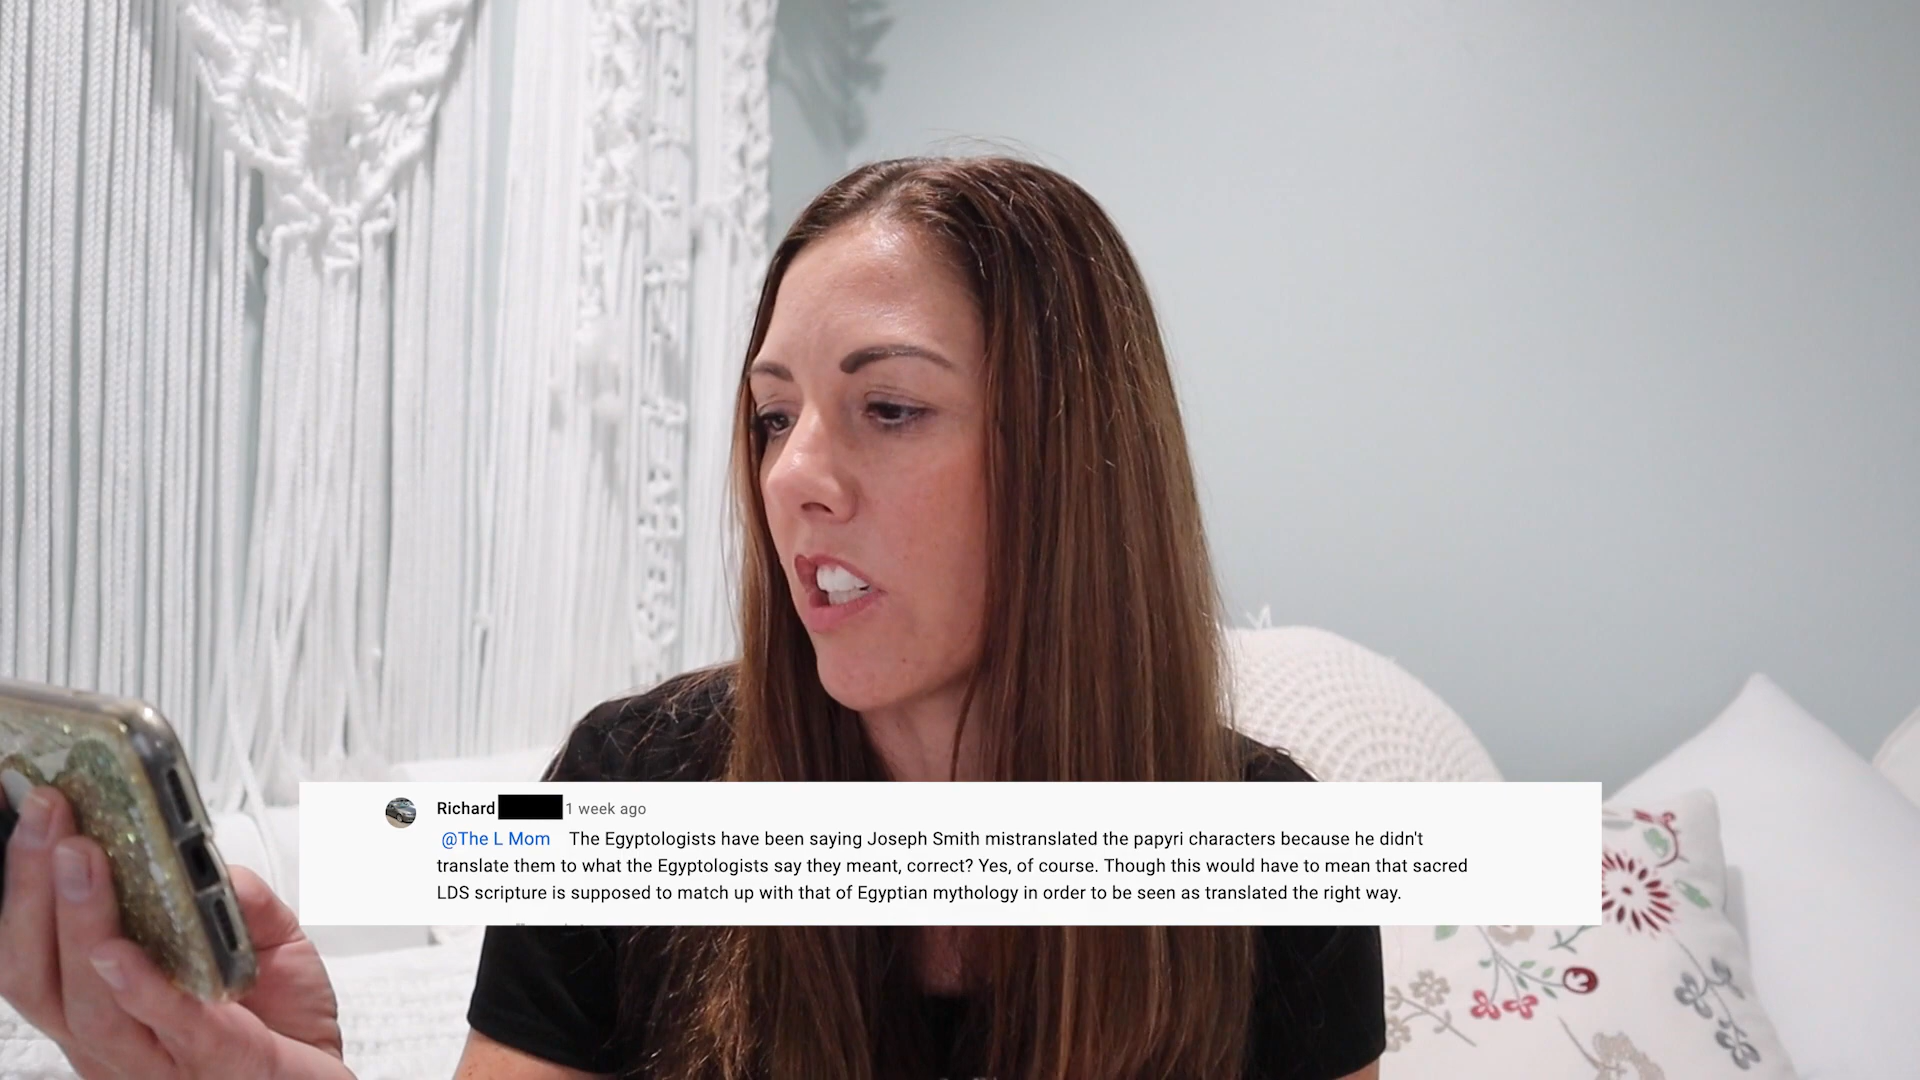 Richard 1 week ago
@The L Mom The Egyptologists have been saying Joseph Smith mistranslated the papyri characters because he didn't
translate them to what the Egyptologists say they meant, correct? Yes, of course. Though this would have to mean that sacred
LDS scripture is supposed to match up with that of Egyptian mythology in order to be seen as translated the right way.